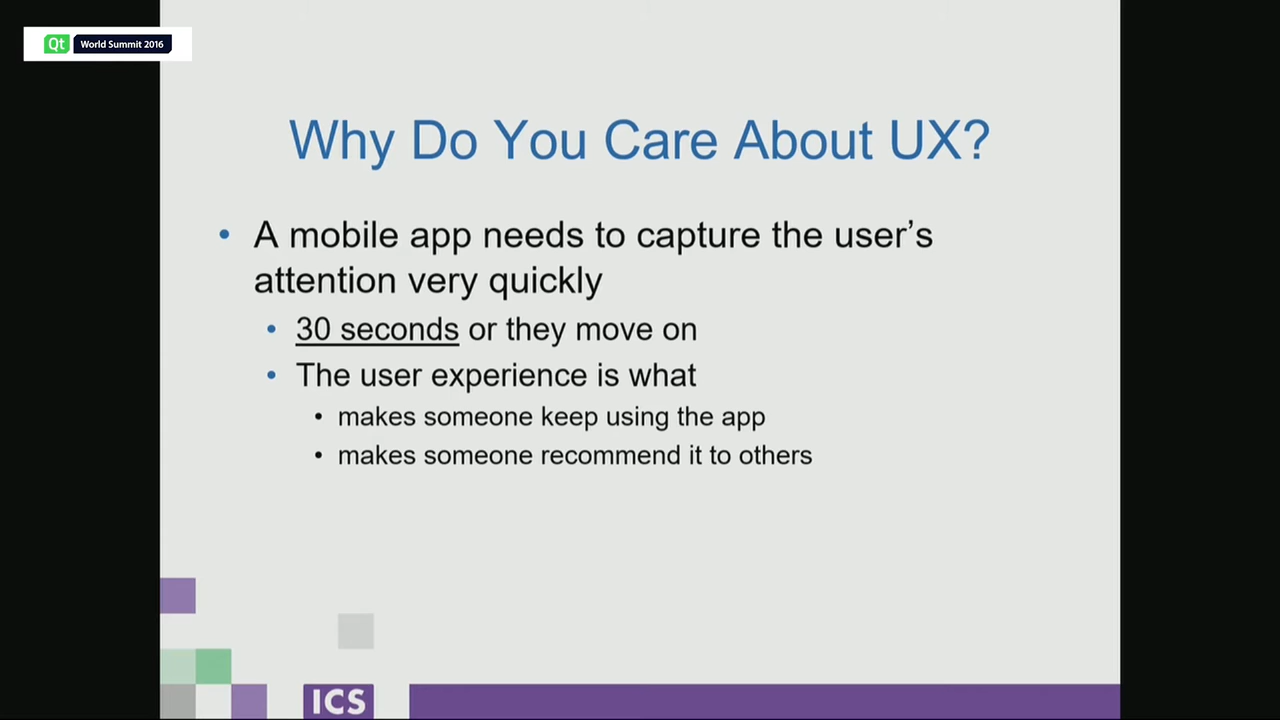 Qt World Summit 2016
Why Do You Care About UX?
• A mobile app needs to capture the user’s
attention very quickly
• 30 seconds or they move on
• The user experience is what
• makes someone keep using the app
• makes someone recommend it to others
ICS